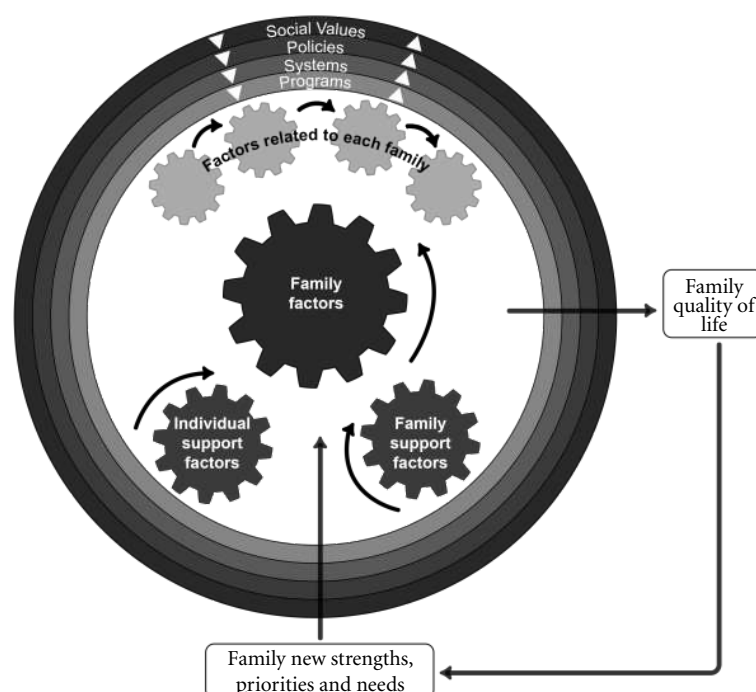 Social Values
Policies
Systems
Programs
Factors related to each family
Family
factors
Individual
support
factors
Family
support
factors
Family
quality of
life
Family new strengths,
priorities and needs